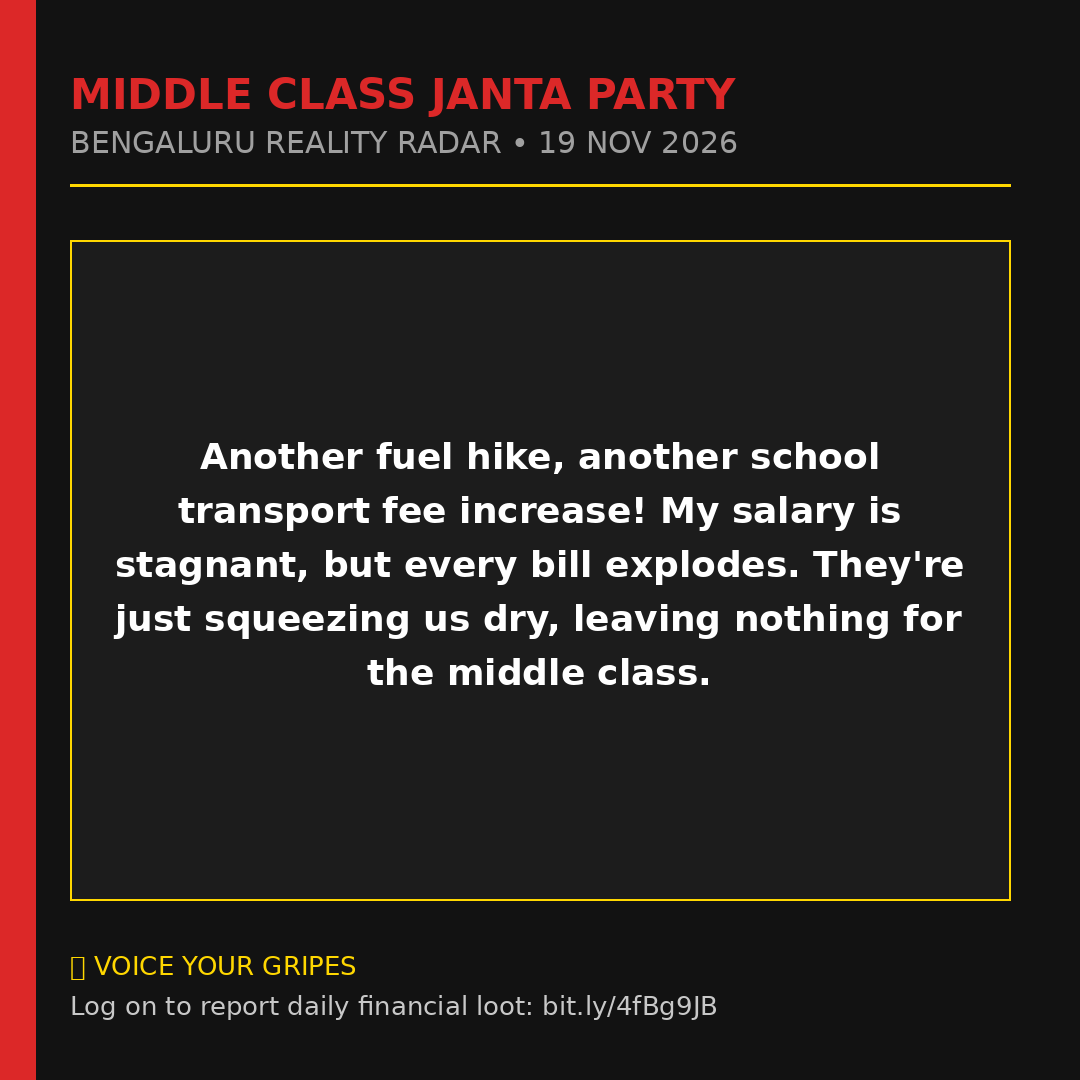 MIDDLE CLASS JANTA PARTY
BENGALURU REALITY RADAR • 19 NOV 2026
Another fuel hike, another school
transport fee increase! My salary is
stagnant, but every bill explodes. They're
just squeezing us dry, leaving nothing for
the middle class.
VOICE YOUR GRIPES
Log on to report daily financial loot: bit.ly/4fBg9JB